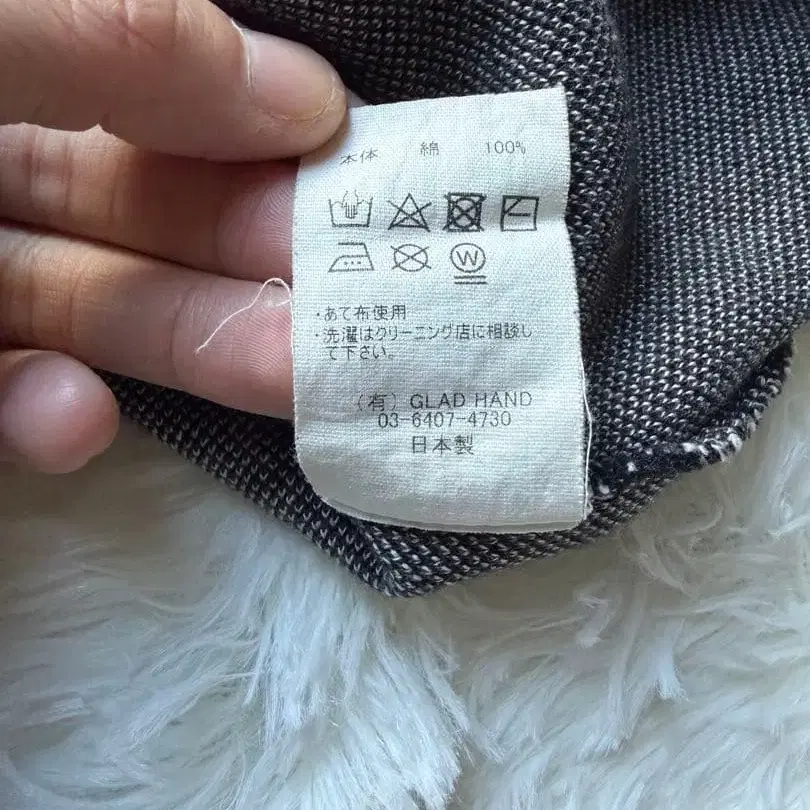 本体 綿 100%
W
・あて布使用
・洗濯はクリーニング店に相談し
て下さい。
(有) GLAD HAND
03-6407-4730
日本製